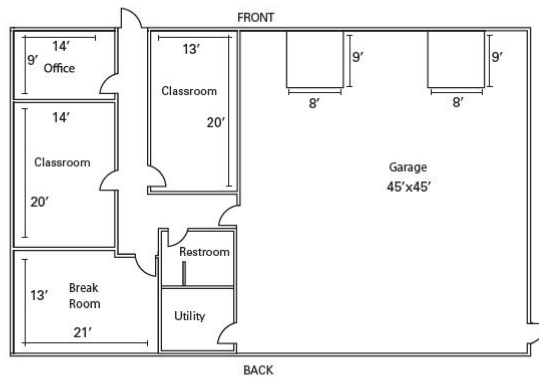 FRONT
14'
9'
Office
13'
Classroom
20'
9'
8'
9'
8'
14'
Classroom
20'
Garage
45'x45'
13'
Break
Room
21'
Restroom
Utility
BACK